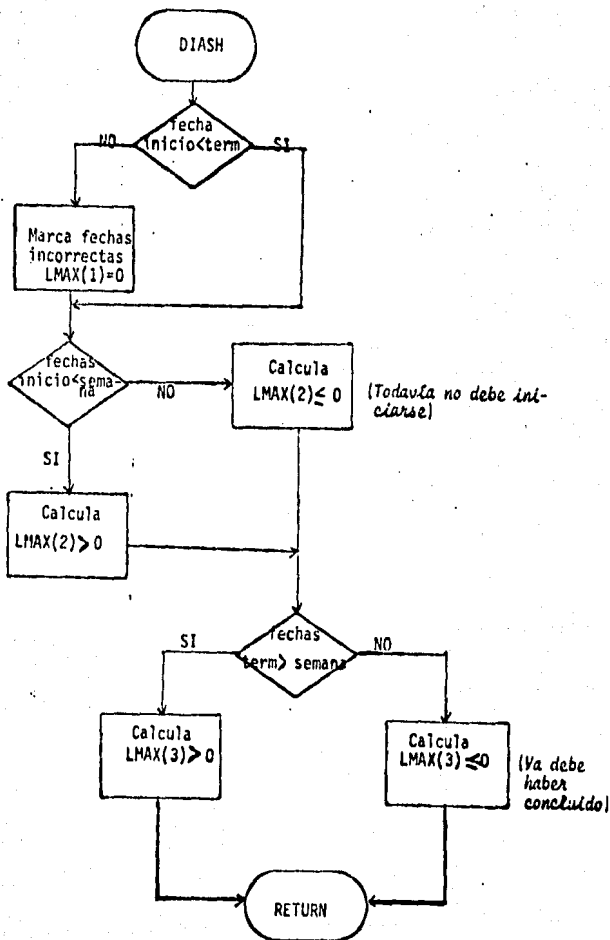 DIASH
fecha
inicio<term
NO
SI
Marca fechas
incorrectas
LMAX(1)=0
fechas
inicio<sema-
na
NO
Calcula
LMAX(2)≤ 0
(Todavía no debe ini-
ciarse)
SI
Calcula
LMAX(2)>0
fechas
term> semana
SI
NO
Calcula
LMAX(3)>0
Calcula
LMAX(3)≤0
(Ya debe
haber
concluído)
RETURN